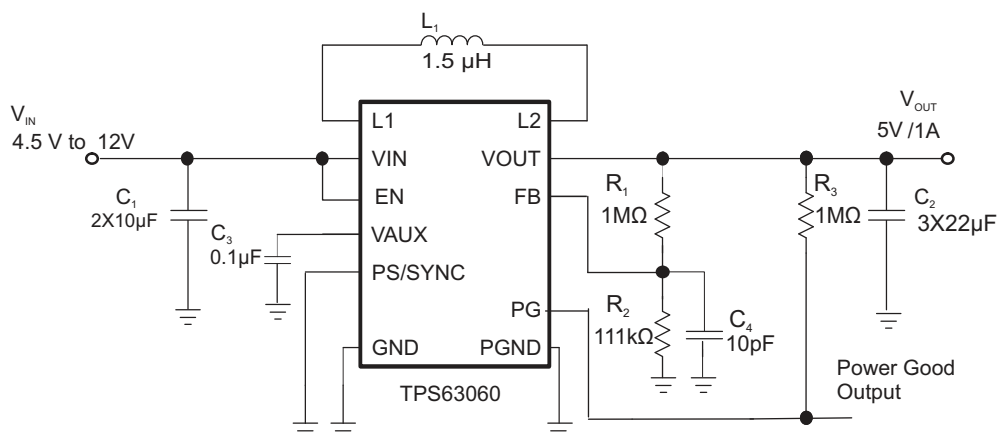 L₁
1.5 µH
V_IN
4.5 V to 12V
V_OUT
5V /1A
L1
L2
VIN
VOUT
EN
FB
VAUX
PS/SYNC
PG
GND
PGND
TPS63060
C₁
2X10µF
C₃
0.1µF
R₁
1MΩ
R₃
1MΩ
C₂
3X22µF
R₂
111kΩ
C₄
10pF
Power Good
Output